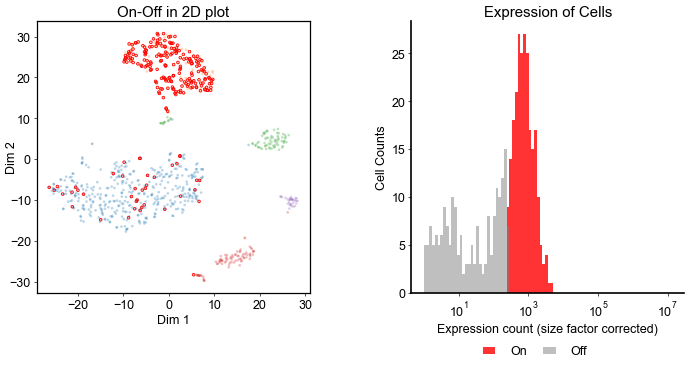 On-Off in 2D plot
Dim 2
30
20
10
0
−10
−20
−30
−20 −10 0 10 20 30
Dim 1
Expression of Cells
Cell Counts
25
20
15
10
5
0
10^1 10^3 10^5 10^7
Expression count (size factor corrected)
On Off